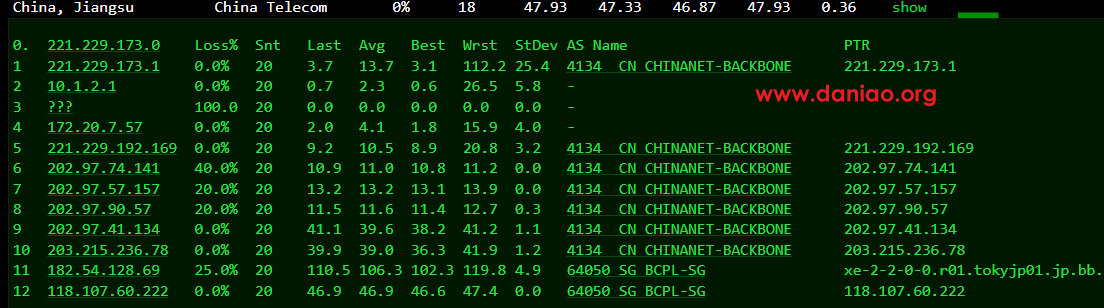 China, Jiangsu China Telecom 0% 18 47.93 47.33 46.87 47.93 0.36 show
0. 221.229.173.0 Loss% Snt Last Avg Best Wrst StDev AS Name PTR
1 221.229.173.1 0.0% 20 3.7 13.7 3.1 112.2 25.4 4134 CN CHINANET-BACKBONE 221.229.173.1
2 10.1.2.1 0.0% 20 0.7 2.3 0.6 26.5 5.8 -
www.daniao.org
3 ??? 100.0 20 0.0 0.0 0.0 0.0 0.0 -
4 172.20.7.57 0.0% 20 2.0 4.1 1.8 15.9 4.0 -
5 221.229.192.169 0.0% 20 9.2 10.5 8.9 20.8 3.2 4134 CN CHINANET-BACKBONE 221.229.192.169
6 202.97.74.141 40.0% 20 10.9 11.0 10.8 11.2 0.0 4134 CN CHINANET-BACKBONE 202.97.74.141
7 202.97.57.157 20.0% 20 13.2 13.2 13.1 13.9 0.0 4134 CN CHINANET-BACKBONE 202.97.57.157
8 202.97.90.57 20.0% 20 11.5 11.6 11.4 12.7 0.3 4134 CN CHINANET-BACKBONE 202.97.90.57
9 202.97.41.134 0.0% 20 41.1 39.6 38.2 41.2 1.1 4134 CN CHINANET-BACKBONE 202.97.41.134
10 203.215.236.78 0.0% 20 39.9 39.0 36.3 41.9 1.2 4134 CN CHINANET-BACKBONE 203.215.236.78
11 182.54.128.69 25.0% 20 110.5 106.3 102.3 119.8 4.9 64050 SG BCPL-SG xe-2-2-0-0.r01.tokyjp01.jp.bb.
12 118.107.60.222 0.0% 20 46.9 46.9 46.6 47.4 0.0 64050 SG BCPL-SG 118.107.60.222